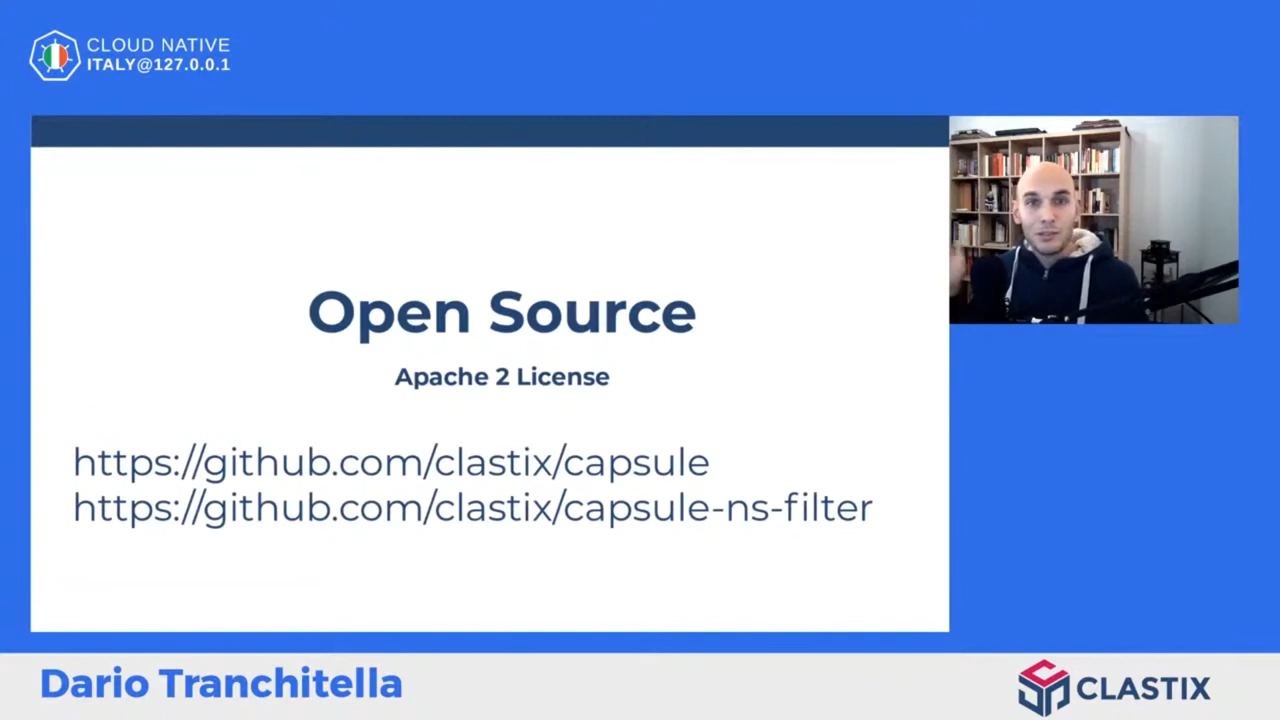 CLOUD NATIVE
ITALY@127.0.0.1
Open Source
Apache 2 License
https://github.com/clastix/capsule
https://github.com/clastix/capsule-ns-filter
Dario Tranchitella
CLASTIX